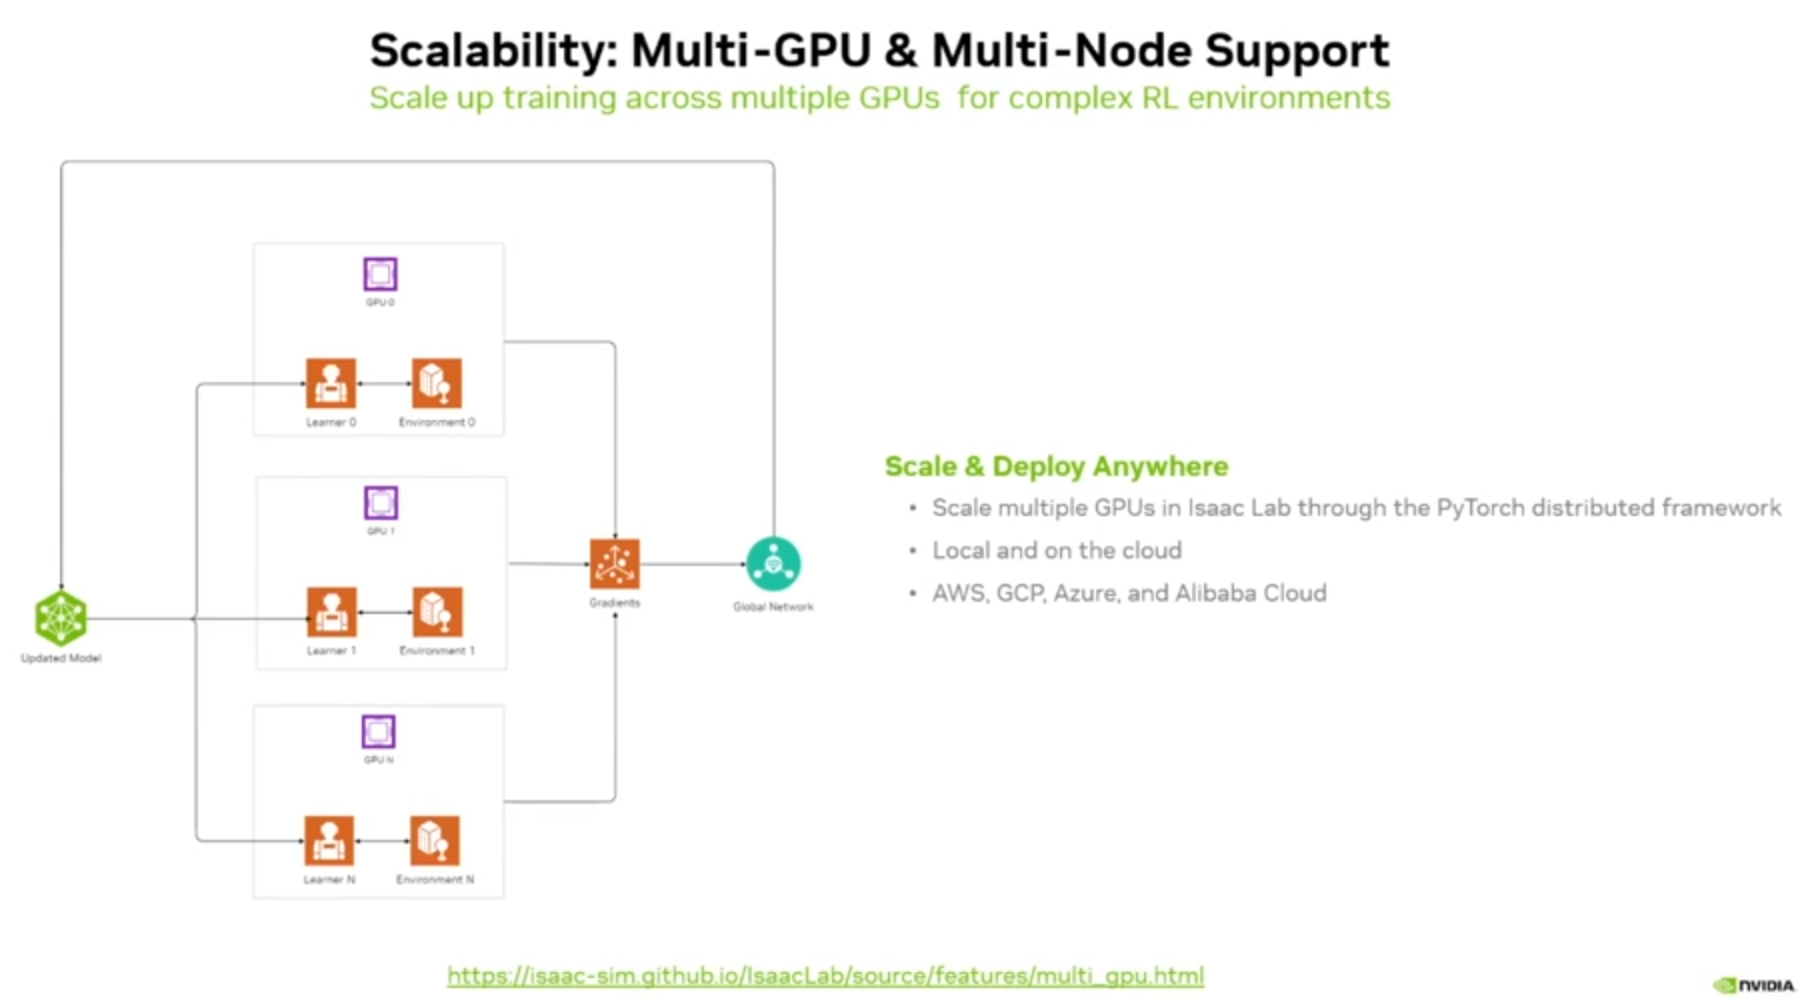 Scalability: Multi-GPU & Multi-Node Support
Scale up training across multiple GPUs for complex RL environments
GPU 0
Learner 0
Environment 0
GPU 1
Learner 1
Environment 1
GPU N
Learner N
Environment N
Gradients
Global Network
Updated Model
Scale & Deploy Anywhere
• Scale multiple GPUs in Isaac Lab through the PyTorch distributed framework
• Local and on the cloud
• AWS, GCP, Azure, and Alibaba Cloud
https://isaac-sim.github.io/IsaacLab/source/features/multi_gpu.html
NVIDIA